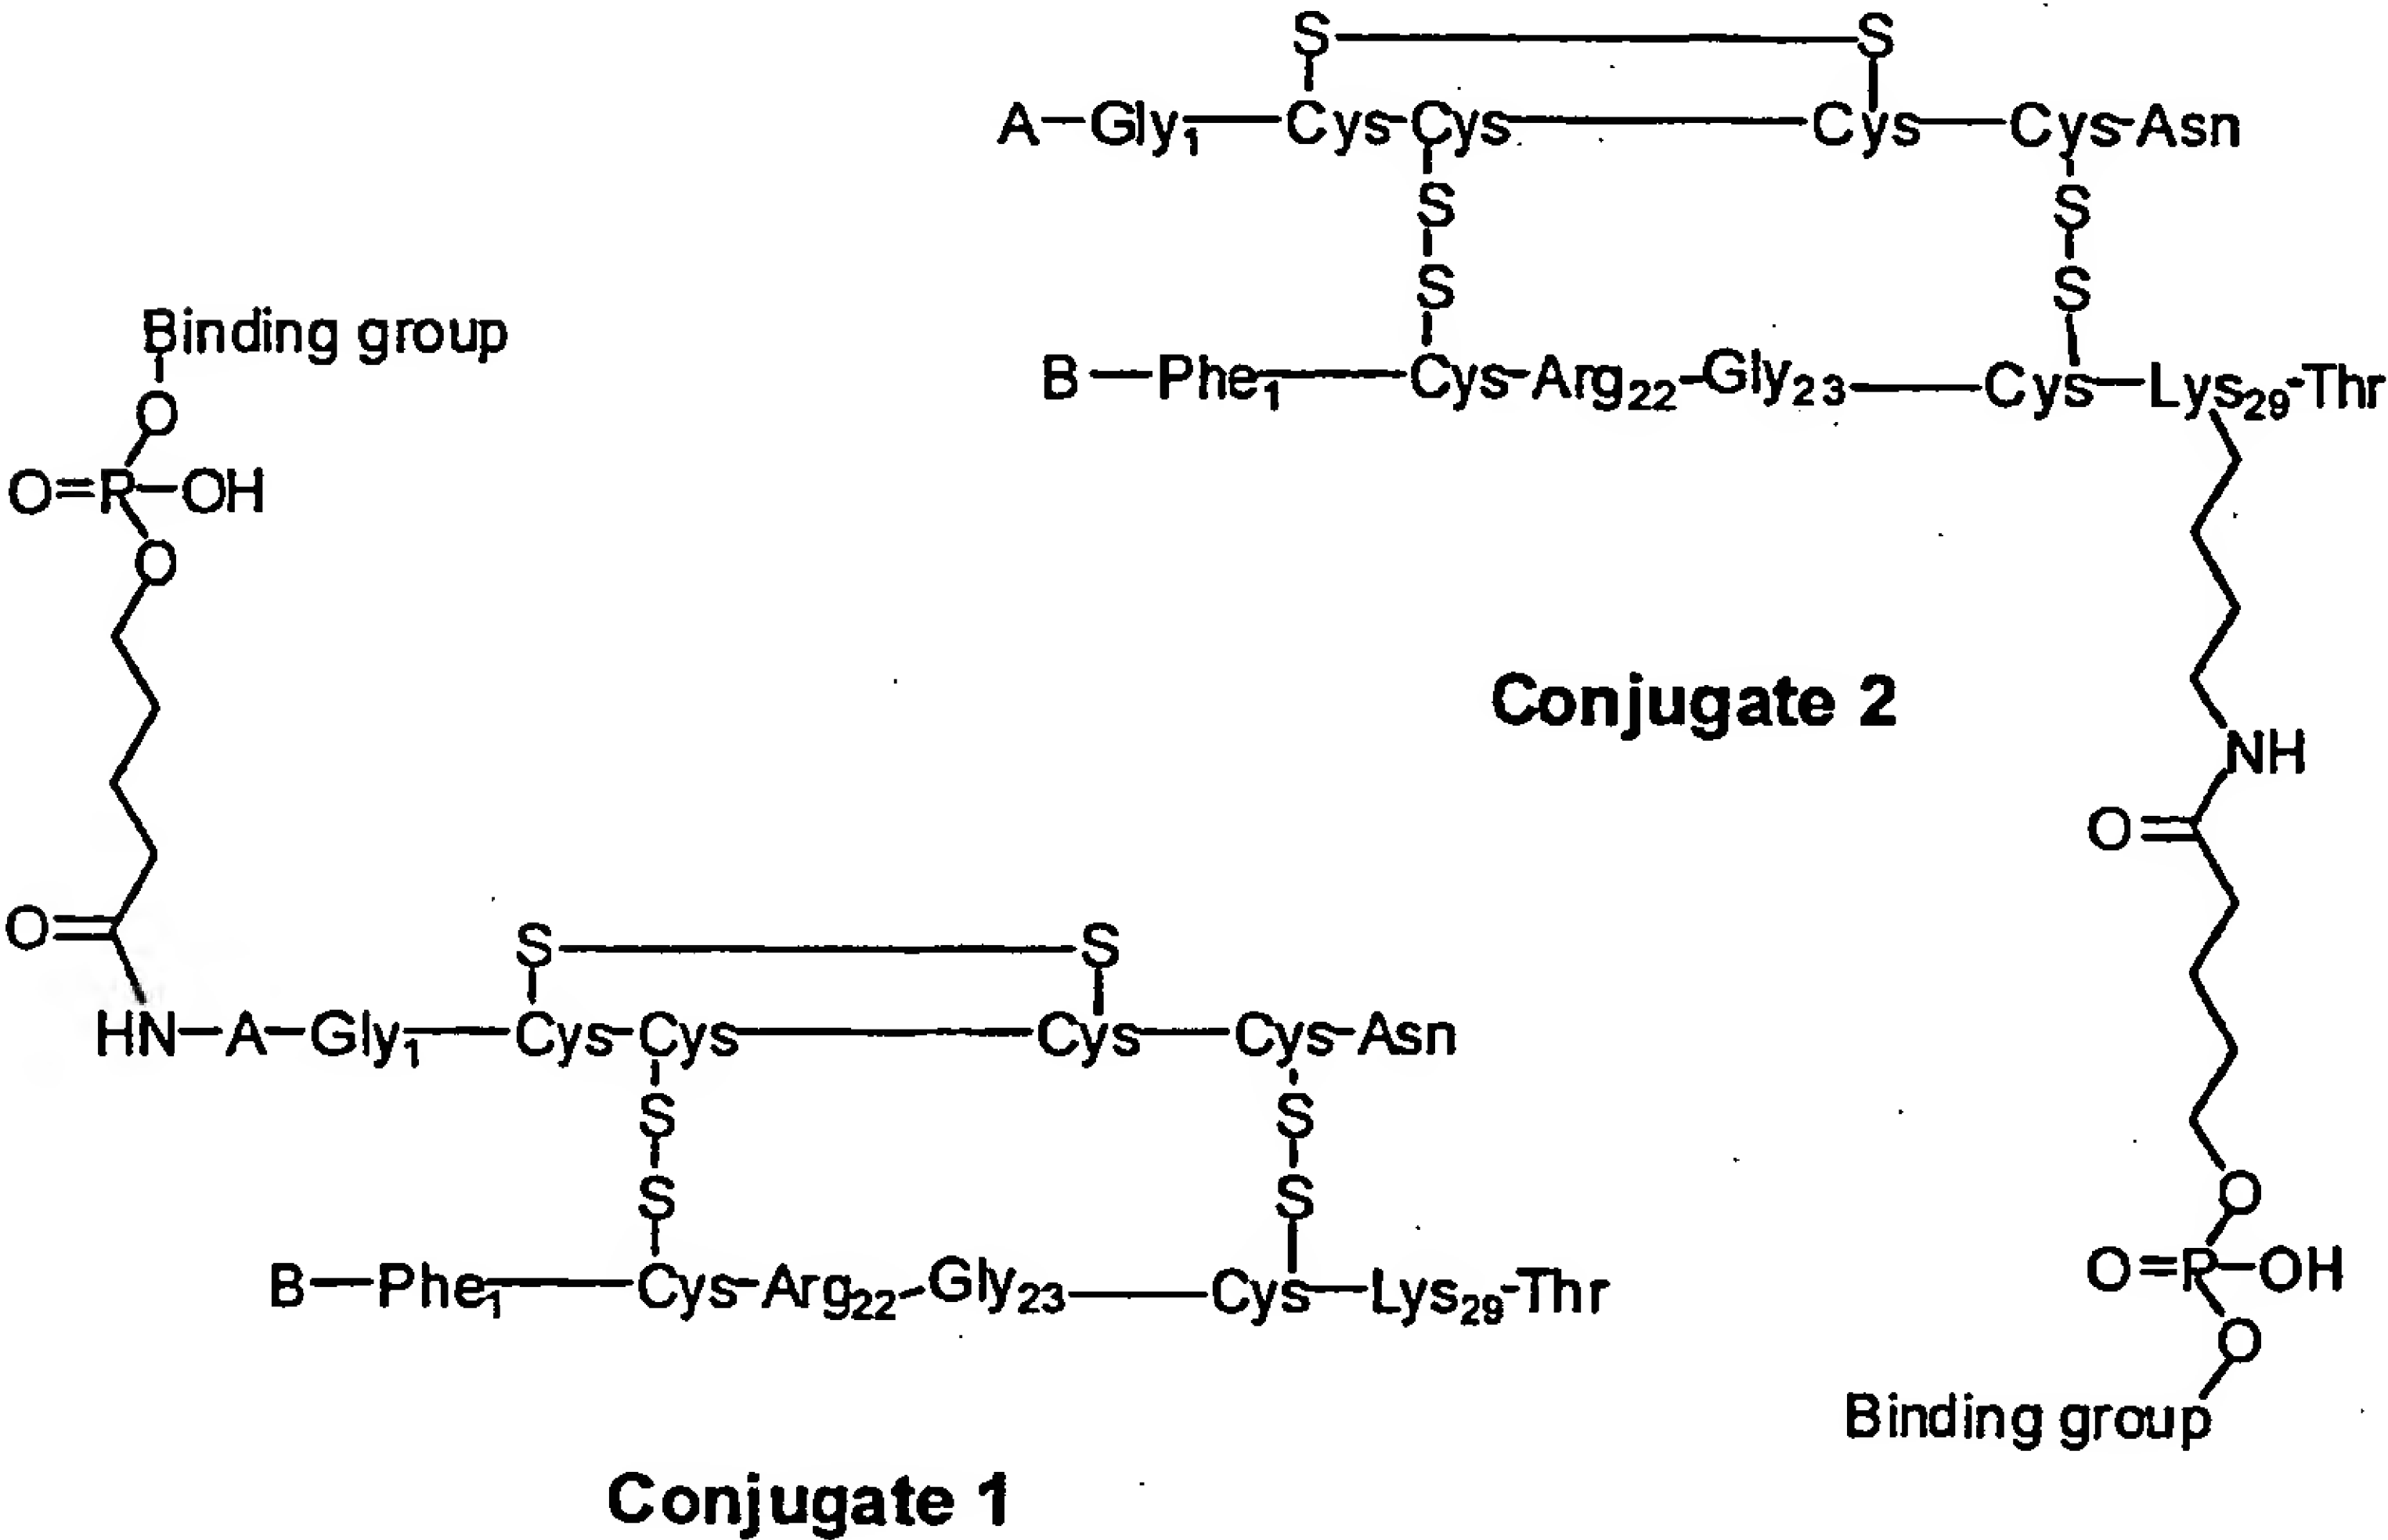 S S
A-Gly1 Cys-Cys Cys Cys-Asn
S S
S S
Binding group
B Phe1 Cys-Arg22-Gly23 Cys Lys29-Thr
O
O=P-OH
O
Conjugate 2
NH
O
O
S S
HN-A-Gly1 Cys-Cys Cys Cys-Asn
S S
S S
O
B Phe1 Cys-Arg22-Gly23 Cys Lys29-Thr
O=P-OH
O
Binding group
Conjugate 1